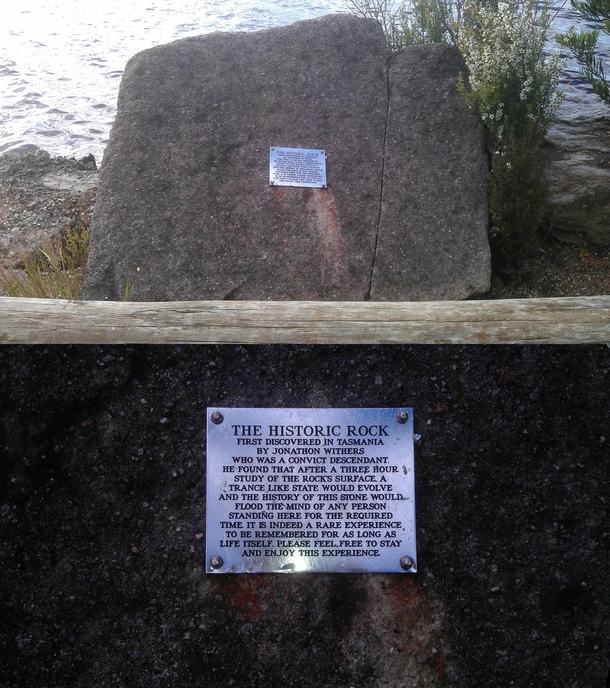 THE HISTORIC ROCK
FIRST DISCOVERED IN TASMANIA
BY JONATHON WITHERS
WHO WAS A CONVICT DESCENDANT.
HE FOUND THAT AFTER A THREE HOUR
STUDY OF THE ROCKS SURFACE, A
TRANCE LIKE STATE WOULD EVOLVE
AND THE HISTORY OF THIS STONE WOULD
FLOOD THE MIND OF ANY PERSON
STANDING HERE FOR THE REQUIRED
TIME. IT IS INDEED A RARE EXPERIENCE,
TO BE REMEMBERED FOR AS LONG AS
LIFE ITSELF. PLEASE FEEL FREE TO STAY
AND ENJOY THIS EXPERIENCE.